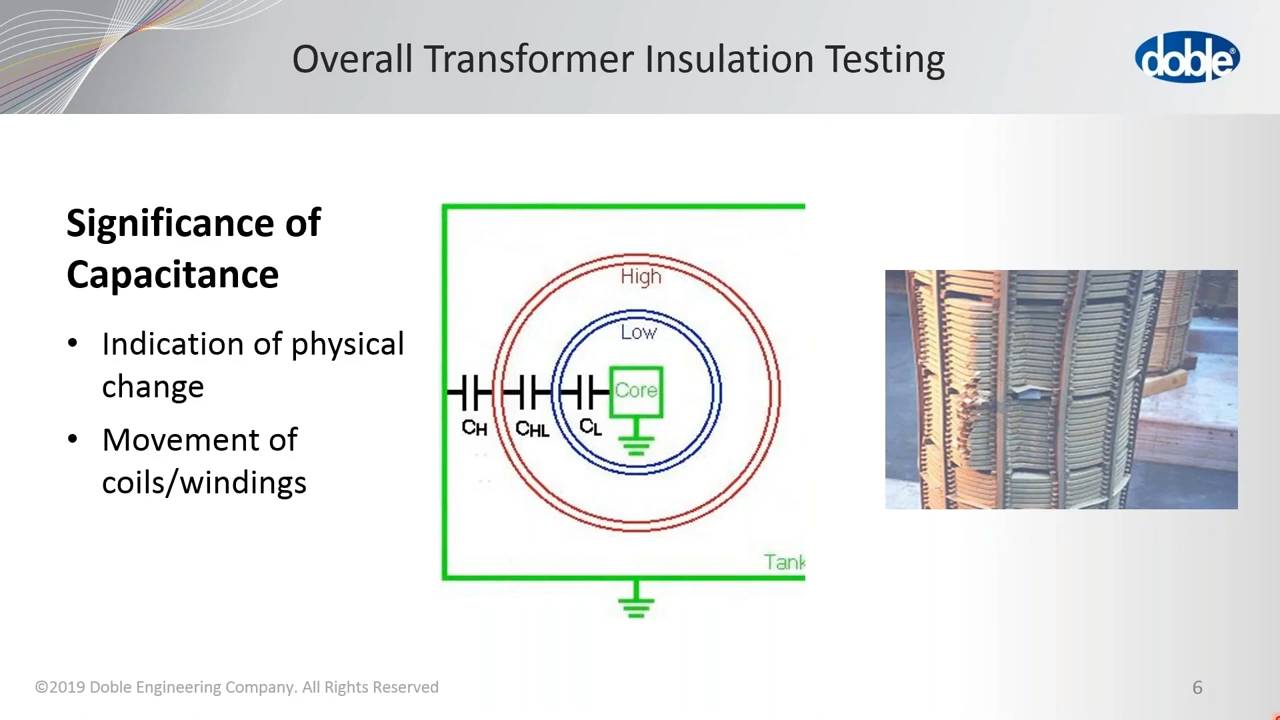 Overall Transformer Insulation Testing
doble®
Significance of
Capacitance
• Indication of physical
change
• Movement of
coils/windings
High
Low
Core
CH
CHL
CL
Tank
©2019 Doble Engineering Company. All Rights Reserved
6